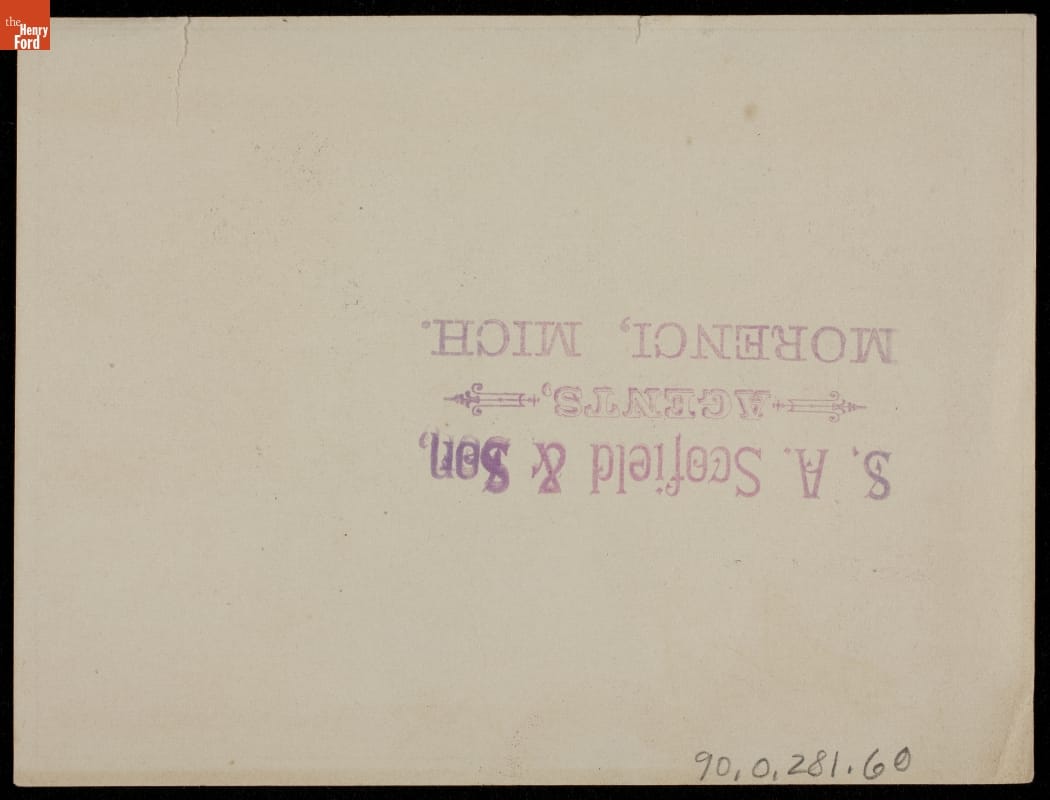 the
Henry
Ford
S. A. Scofield & Son,
AGENTS,
MORENCI, MICH.
90.0.281.60